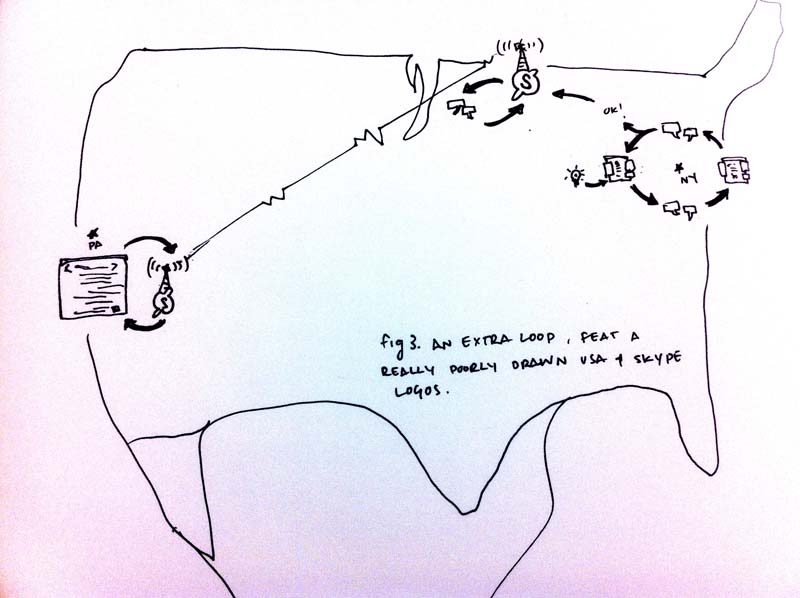 S
OK!
NY
PA
S
fig 3. AN EXTRA LOOP, FEAT A
REALLY POORLY DRAWN USA + SKYPE
LOGOS.